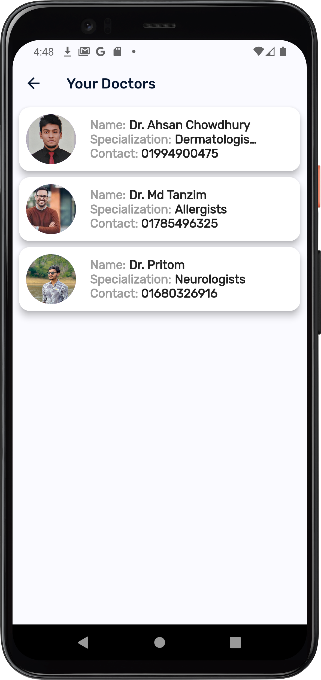 4:48
Your Doctors
Name: Dr. Ahsan Chowdhury
Specialization: Dermatologis...
Contact: 01994900475
Name: Dr. Md Tanzim
Specialization: Allergists
Contact: 01785496325
Name: Dr. Pritom
Specialization: Neurologists
Contact: 01680326916